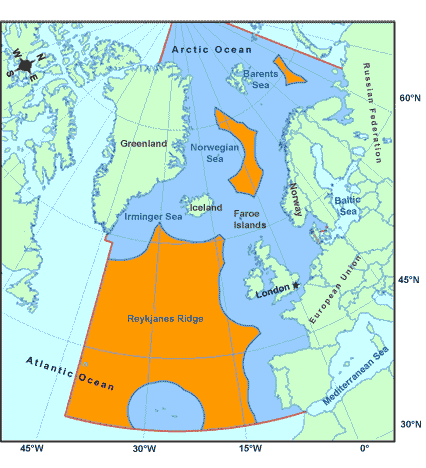 Arctic Ocean
N
W
E
S
Barents
Sea
Russian Federation
60°N
Greenland
Norwegian
Sea
Norway
Baltic
Sea
Iceland
Irminger Sea
Faroe
Islands
45°N
London
European Union
Reykjanes Ridge
Atlantic Ocean
Mediterranean Sea
30°N
45°W
30°W
15°W
0°